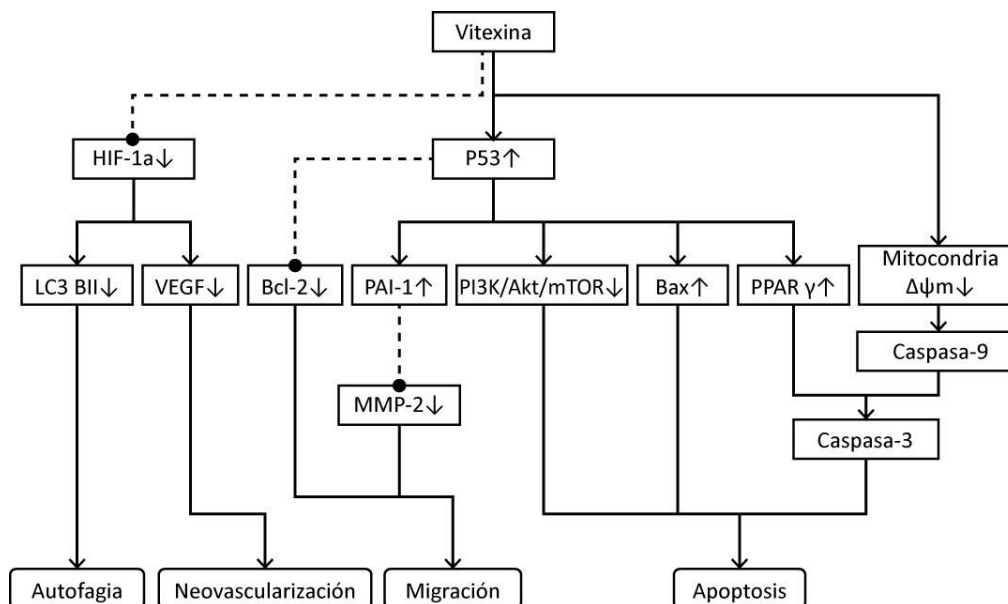 Vitexina
HIF-1a↓
P53↑
LC3 BII↓
VEGF↓
Bcl-2↓
PAI-1↑
PI3K/Akt/mTOR↓
Bax↑
PPAR γ↑
Mitocondria
Δψm↓
Caspasa-9
MMP-2↓
Caspasa-3
Autofagia
Neovascularización
Migración
Apoptosis